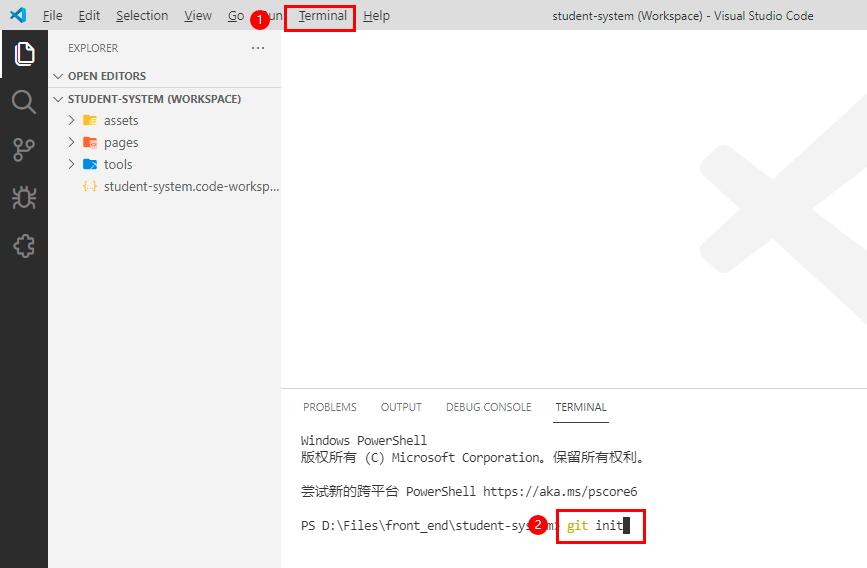 File Edit Selection View Go Terminal Help student-system (Workspace) - Visual Studio Code
1
EXPLORER ...
OPEN EDITORS
STUDENT-SYSTEM (WORKSPACE)
assets
pages
tools
student-system.code-worksp...
PROBLEMS OUTPUT DEBUG CONSOLE TERMINAL
Windows PowerShell
版权所有 (C) Microsoft Corporation。保留所有权利。
尝试新的跨平台 PowerShell https://aka.ms/pscore6
PS D:\Files\front_end\student-system> git init
2